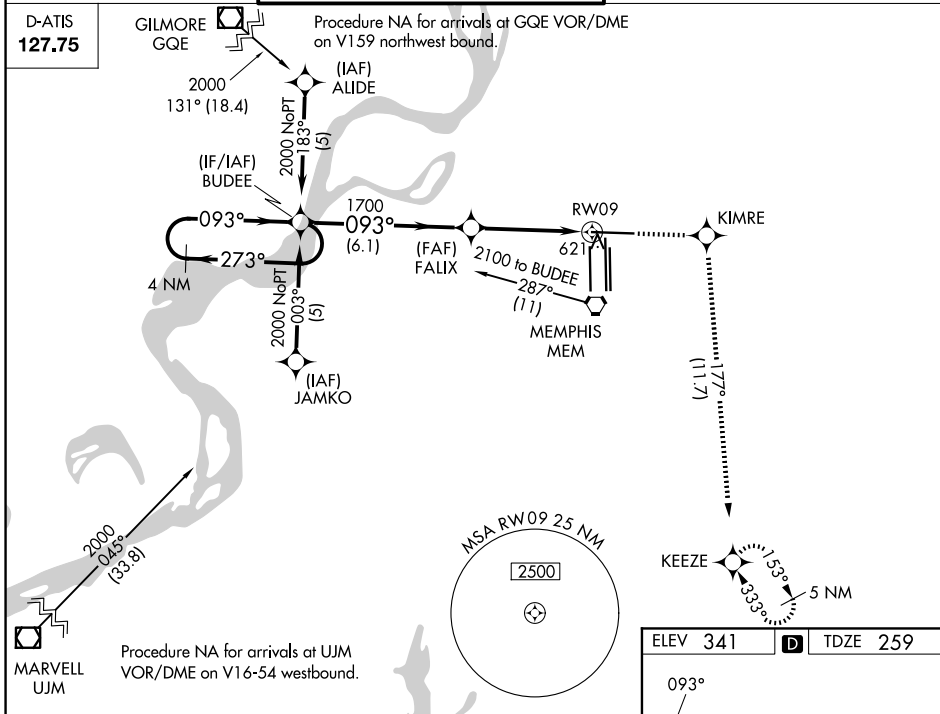 D-ATIS
127.75
GILMORE
GQE
Procedure NA for arrivals at GQE VOR/DME
on V159 northwest bound.
2000
131° (18.4)
(IAF)
ALIDE
2000 NoPT
183°
(5)
(IF/IAF)
BUDEE
093°
273°
4 NM
1700
093°
(6.1)
(FAF)
FALIX
RW09
621
KIMRE
2100 to BUDEE
287°
(11)
MEMPHIS
MEM
2000 NoPT
003°
(5)
(IAF)
JAMKO
177°
(11.7)
2000
045°
(33.8)
MARVELL
UJM
Procedure NA for arrivals at UJM
VOR/DME on V16-54 westbound.
MSA RW09 25 NM
2500
KEEZE
153°
333°
5 NM
ELEV 341 D TDZE 259
093°